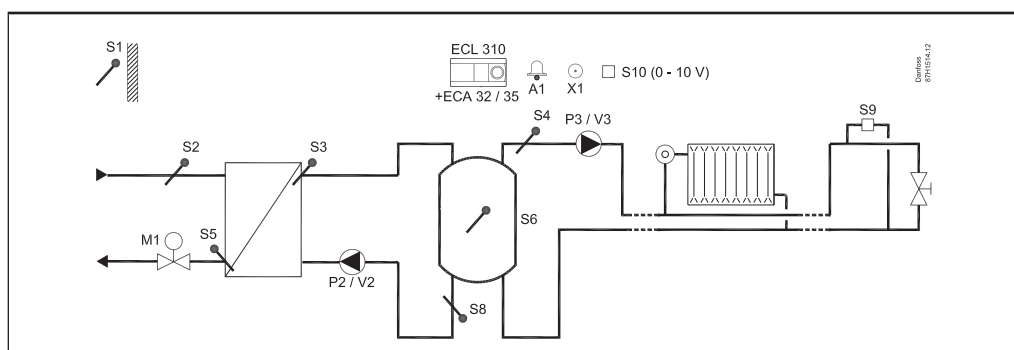 S1
ECL 310
+ECA 32 / 35
A1
X1
S10 (0 - 10 V)
Danfoss
87H1514.12
S2
S3
S4
P3 / V3
S9
S6
M1
S5
P2 / V2
S8